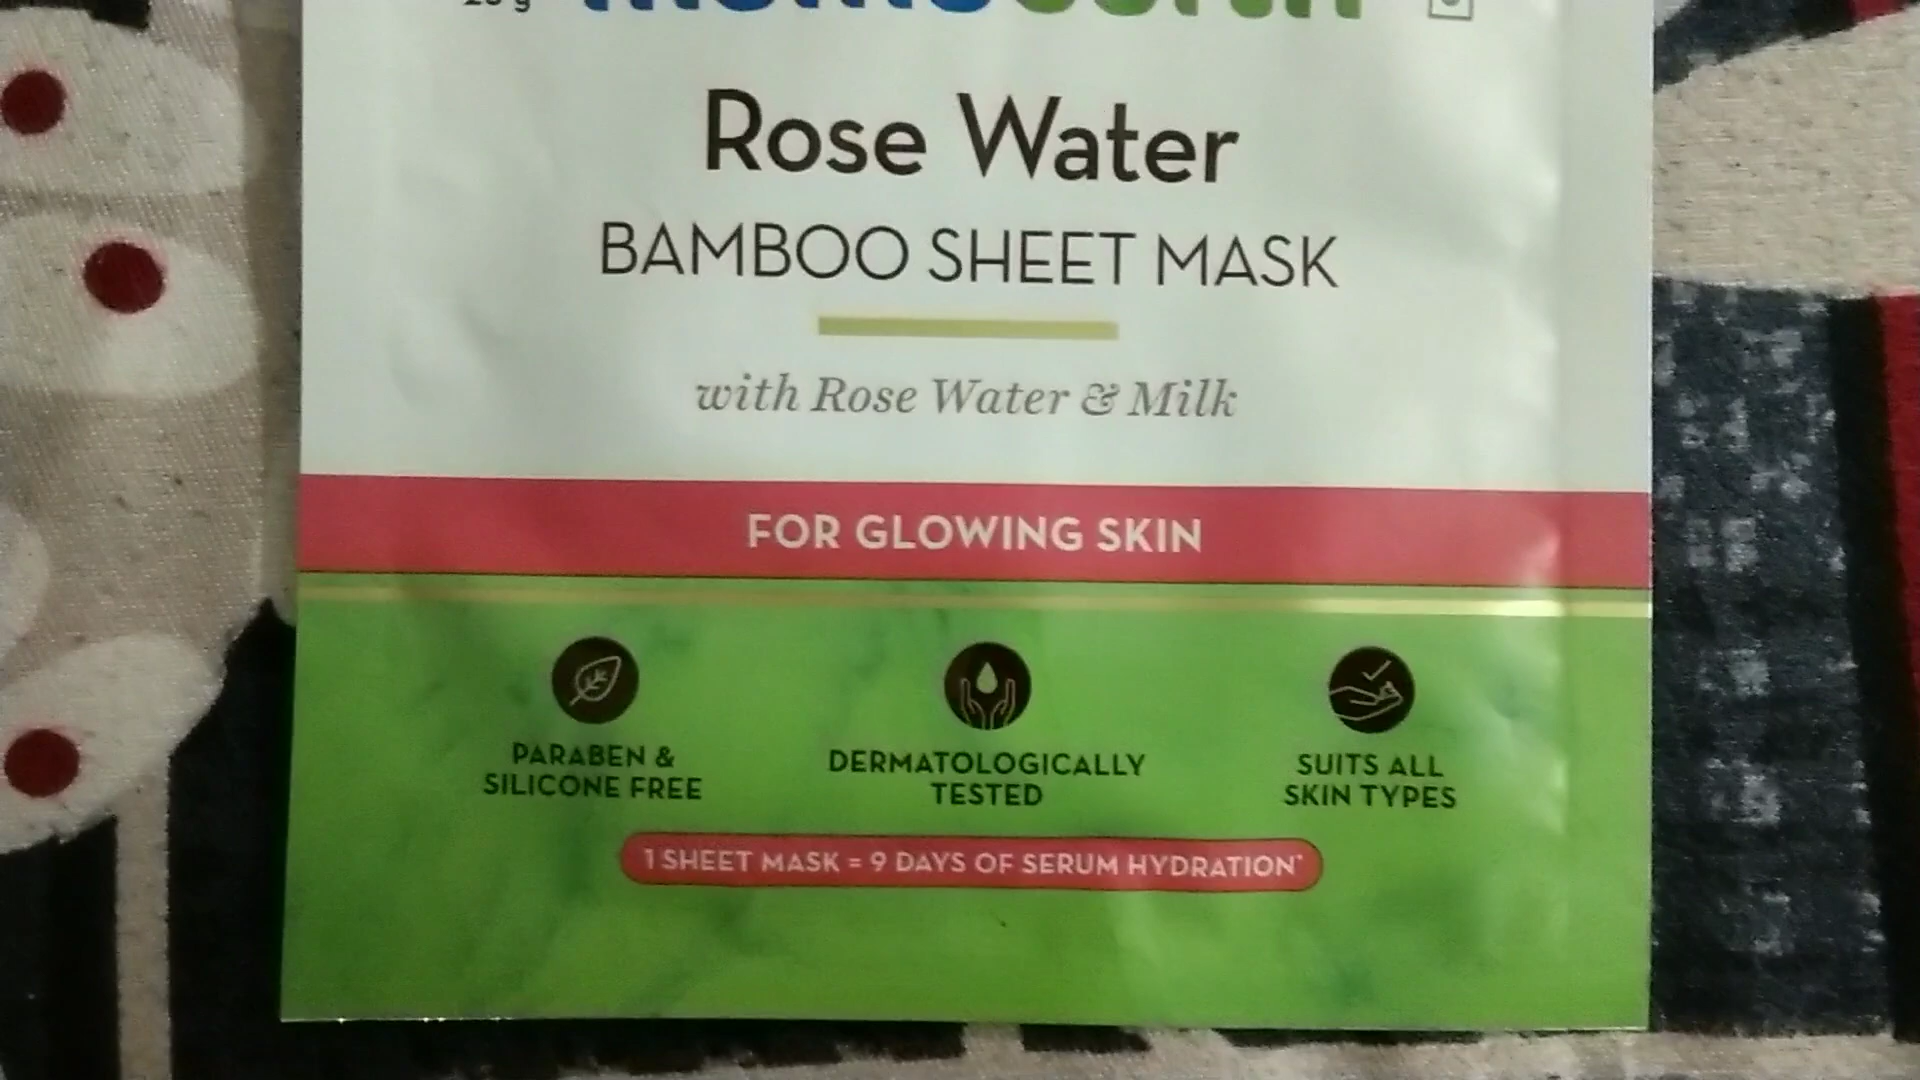 Rose Water
BAMBOO SHEET MASK
with Rose Water & Milk
FOR GLOWING SKIN
PARABEN &
SILICONE FREE
DERMATOLOGICALLY
TESTED
SUITS ALL
SKIN TYPES
1 SHEET MASK = 9 DAYS OF SERUM HYDRATION*